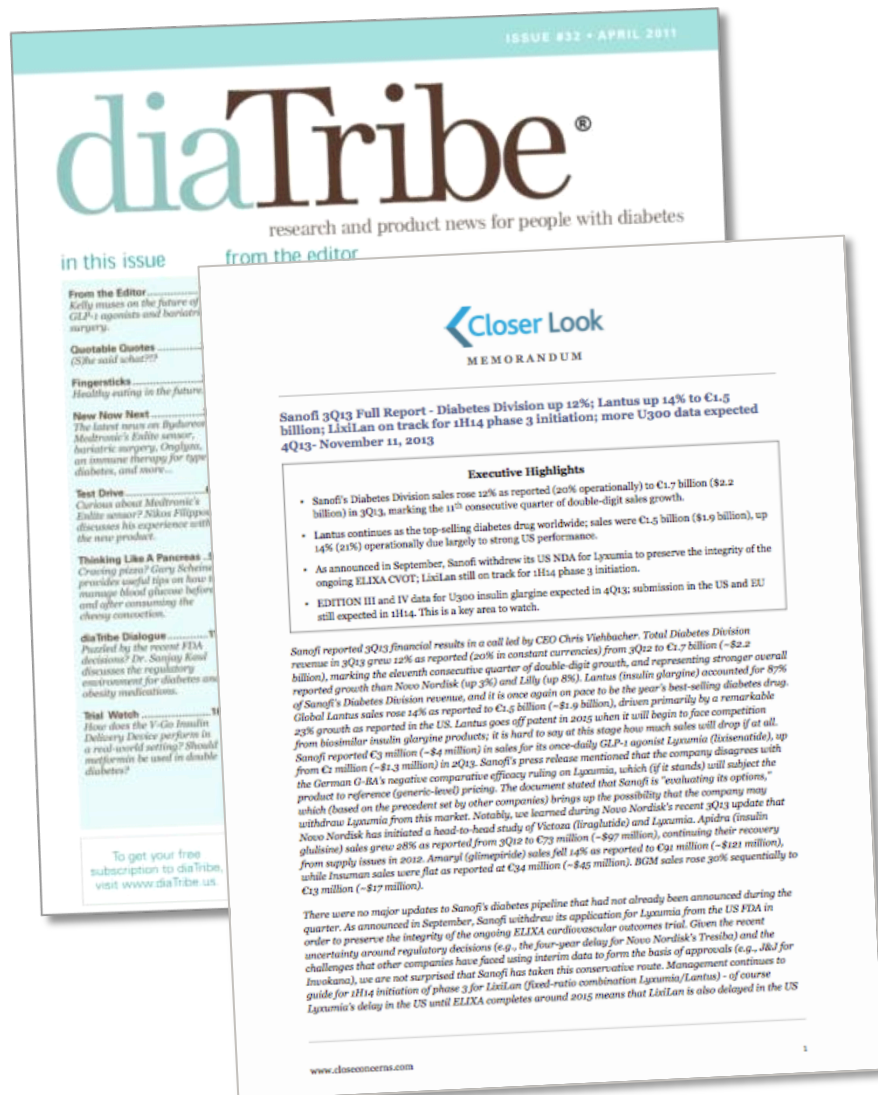 ISSUE #32 • APRIL 2011
diaTribe®
research and product news for people with diabetes
in this issue
from the editor
From the Editor
Kelly muses on the future of
GLP-1 agonists and bariatri
surgery.
Quotable Quotes
(S)he said what?!?
Fingersticks
Healthy eating in the future.
New Now Next
The latest news on Bydureon
Medtronic's Enlite sensor,
bariatric surgery, Onglyza,
an immune therapy for type
diabetes, and more...
Test Drive
Curious about Medtronic's
Enlite sensor? Nikos Filippo
discusses his experience with
the new product.
Thinking Like A Pancreas
Craving pizza? Gary Scheine
provides useful tips on how t
manage blood glucose before
and after consuming the
cheesy concoction.
diaTribe Dialogue
Puzzled by the recent FDA
decisions? Dr. Sanjay Kaul
discusses the regulatory
environment for diabetes and
obesity medications.
Trial Watch
How does the V-Go Insulin
Delivery Device perform in
a real-world setting? Should
metformin be used in double
diabetes?
To get your free
subscription to diaTribe,
visit www.diaTribe.us.
Closer Look
MEMORANDUM
Sanofi 3Q13 Full Report - Diabetes Division up 12%; Lantus up 14% to €1.5
billion; LixiLan on track for 1H14 phase 3 initiation; more U300 data expected
4Q13- November 11, 2013
Executive Highlights
• Sanofi's Diabetes Division sales rose 12% as reported (20% operationally) to €1.7 billion ($2.2
billion) in 3Q13, marking the 11th consecutive quarter of double-digit sales growth.
• Lantus continues as the top-selling diabetes drug worldwide; sales were €1.5 billion ($1.9 billion), up
14% (21%) operationally due largely to strong US performance.
• As announced in September, Sanofi withdrew its US NDA for Lyxumia to preserve the integrity of the
ongoing ELIXA CVOT; LixiLan still on track for 1H14 phase 3 initiation.
• EDITION III and IV data for U300 insulin glargine expected in 4Q13; submission in the US and EU
still expected in 1H14. This is a key area to watch.
Sanofi reported 3Q13 financial results in a call led by CEO Chris Viehbacher. Total Diabetes Division
revenue in 3Q13 grew 12% as reported (20% in constant currencies) from 3Q12 to €1.7 billion (~$2.2
billion), marking the eleventh consecutive quarter of double-digit growth, and representing stronger overall
reported growth than Novo Nordisk (up 3%) and Lilly (up 8%). Lantus (insulin glargine) accounted for 87%
of Sanofi's Diabetes Division revenue, and it is once again on pace to be the year's best-selling diabetes drug.
Global Lantus sales rose 14% as reported to €1.5 billion (~$1.9 billion), driven primarily by a remarkable
23% growth as reported in the US. Lantus goes off patent in 2015 when it will begin to face competition
from biosimilar insulin glargine products; it is hard to say at this stage how much sales will drop if at all.
Sanofi reported €3 million (~$4 million) in sales for its once-daily GLP-1 agonist Lyxumia (lixisenatide), up
from €1 million (~$1.3 million) in 2Q13. Sanofi's press release mentioned that the company disagrees with
the German G-BA's negative comparative efficacy ruling on Lyxumia, which (if it stands) will subject the
product to reference (generic-level) pricing. The document stated that Sanofi is "evaluating its options,"
which (based on the precedent set by other companies) brings up the possibility that the company may
withdraw Lyxumia from this market. Notably, we learned during Novo Nordisk's recent 3Q13 update that
Novo Nordisk has initiated a head-to-head study of Victoza (liraglutide) and Lyxumia. Apidra (insulin
glulisine) sales grew 28% as reported from 3Q12 to €73 million (~$97 million), continuing their recovery
from supply issues in 2012. Amaryl (glimepiride) sales fell 14% as reported to €91 million (~$121 million),
while Insuman sales were flat as reported at €34 million (~$45 million). BGM sales rose 30% sequentially to
€13 million (~$17 million).
There were no major updates to Sanofi's diabetes pipeline that had not already been announced during the
quarter. As announced in September, Sanofi withdrew its application for Lyxumia from the US FDA in
order to preserve the integrity of the ongoing ELIXA cardiovascular outcomes trial. Given the recent
uncertainty around regulatory decisions (e.g., the four-year delay for Novo Nordisk's Tresiba) and the
challenges that other companies have faced using interim data to form the basis of approvals (e.g., J&J for
Invokana), we are not surprised that Sanofi has taken this conservative route. Management continues to
guide for 1H14 initiation of phase 3 for LixiLan (fixed-ratio combination Lyxumia/Lantus) - of course
Lyxumia's delay in the US until ELIXA completes around 2015 means that LixiLan is also delayed in the US
www.closeconcerns.com
1